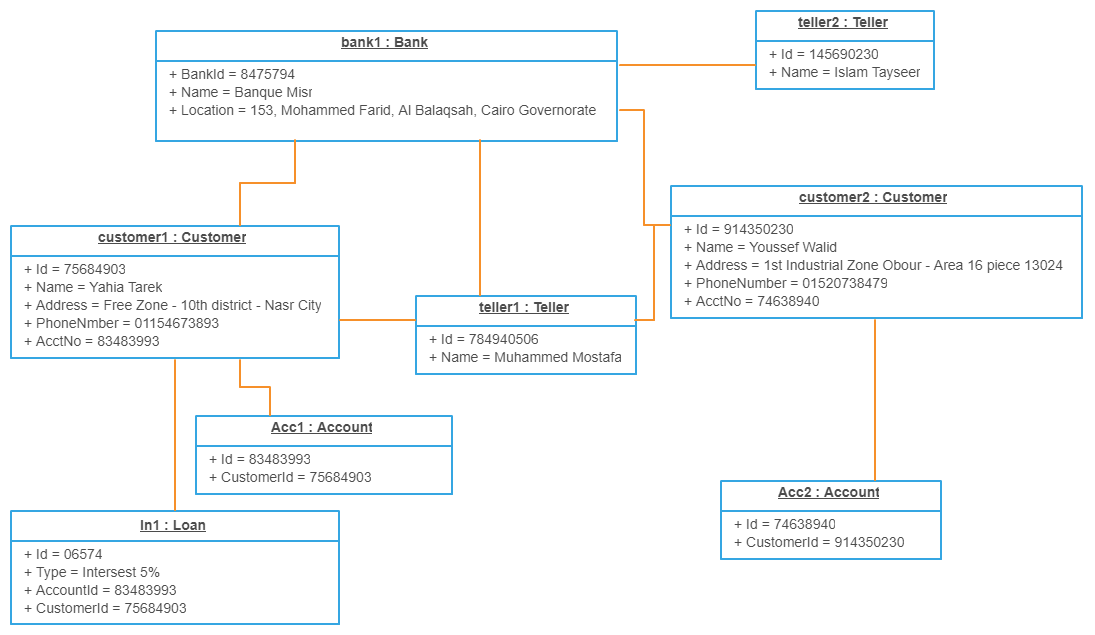 teller2 : Teller
+ Id = 145690230
+ Name = Islam Tayseer
bank1 : Bank
+ BankId = 8475794
+ Name = Banque Misr
+ Location = 153, Mohammed Farid, Al Balaqsah, Cairo Governorate
customer2 : Customer
+ Id = 914350230
+ Name = Youssef Walid
+ Address = 1st Industrial Zone Obour - Area 16 piece 13024
+ PhoneNumber = 01520738479
+ AcctNo = 74638940
customer1 : Customer
+ Id = 75684903
+ Name = Yahia Tarek
+ Address = Free Zone - 10th district - Nasr City
+ PhoneNmber = 01154673893
+ AcctNo = 83483993
teller1 : Teller
+ Id = 784940506
+ Name = Muhammed Mostafa
Acc1 : Account
+ Id = 83483993
+ CustomerId = 75684903
Acc2 : Account
+ Id = 74638940
+ CustomerId = 914350230
ln1 : Loan
+ Id = 06574
+ Type = Intersest 5%
+ AccountId = 83483993
+ CustomerId = 75684903